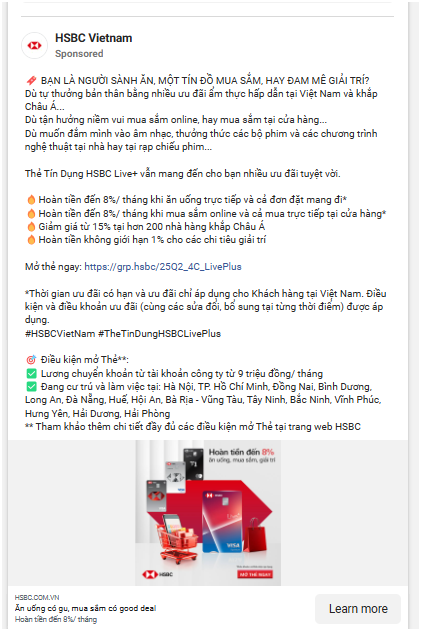 HSBC Vietnam
Sponsored
BẠN LÀ NGƯỜI SÀNH ĂN, MỘT TÍN ĐỒ MUA SẮM, HAY ĐAM MÊ GIẢI TRÍ?
Dù tự thưởng bản thân bằng nhiều ưu đãi ẩm thực hấp dẫn tại Việt Nam và khắp
Châu Á...
Dù tận hưởng niềm vui mua sắm online, hay mua sắm tại cửa hàng...
Dù muốn đắm mình vào âm nhạc, thưởng thức các bộ phim và các chương trình
nghệ thuật tại nhà hay tại rạp chiếu phim...
Thẻ Tín Dụng HSBC Live+ vẫn mang đến cho bạn nhiều ưu đãi tuyệt vời.
🔥 Hoàn tiền đến 8%/ tháng khi ăn uống trực tiếp và cả đơn đặt mang đi*
🔥 Hoàn tiền đến 8%/ tháng khi mua sắm online và cả mua trực tiếp tại cửa hàng*
🔥 Giảm giá từ 15% tại hơn 200 nhà hàng khắp Châu Á
🔥 Hoàn tiền không giới hạn 1% cho các chi tiêu giải trí
Mở thẻ ngay: https://grp.hsbc/25Q2_4C_LivePlus
*Thời gian ưu đãi có hạn và ưu đãi chỉ áp dụng cho Khách hàng tại Việt Nam. Điều
kiện và điều khoản ưu đãi (cùng các sửa đổi, bổ sung tại từng thời điểm) được áp
dụng.
#HSBCVietNam #TheTinDungHSBCLivePlus
🎯 Điều kiện mở Thẻ**:
✅ Lương chuyển khoản từ tài khoản công ty từ 9 triệu đồng/ tháng
✅ Đang cư trú và làm việc tại: Hà Nội, TP. Hồ Chí Minh, Đồng Nai, Bình Dương,
Long An, Đà Nẵng, Huế, Hội An, Bà Rịa - Vũng Tàu, Tây Ninh, Bắc Ninh, Vĩnh Phúc,
Hưng Yên, Hải Dương, Hải Phòng
** Tham khảo thêm chi tiết đầy đủ các điều kiện mở Thẻ tại trang web HSBC
Hoàn tiền đến 8%
ăn uống, mua sắm, giải trí
VISA
HSBC
MỞ THẺ NGAY
HSBC.COM.VN
Ăn uống có gu, mua sắm có good deal
Hoàn tiền đến 8%/ tháng
Learn more